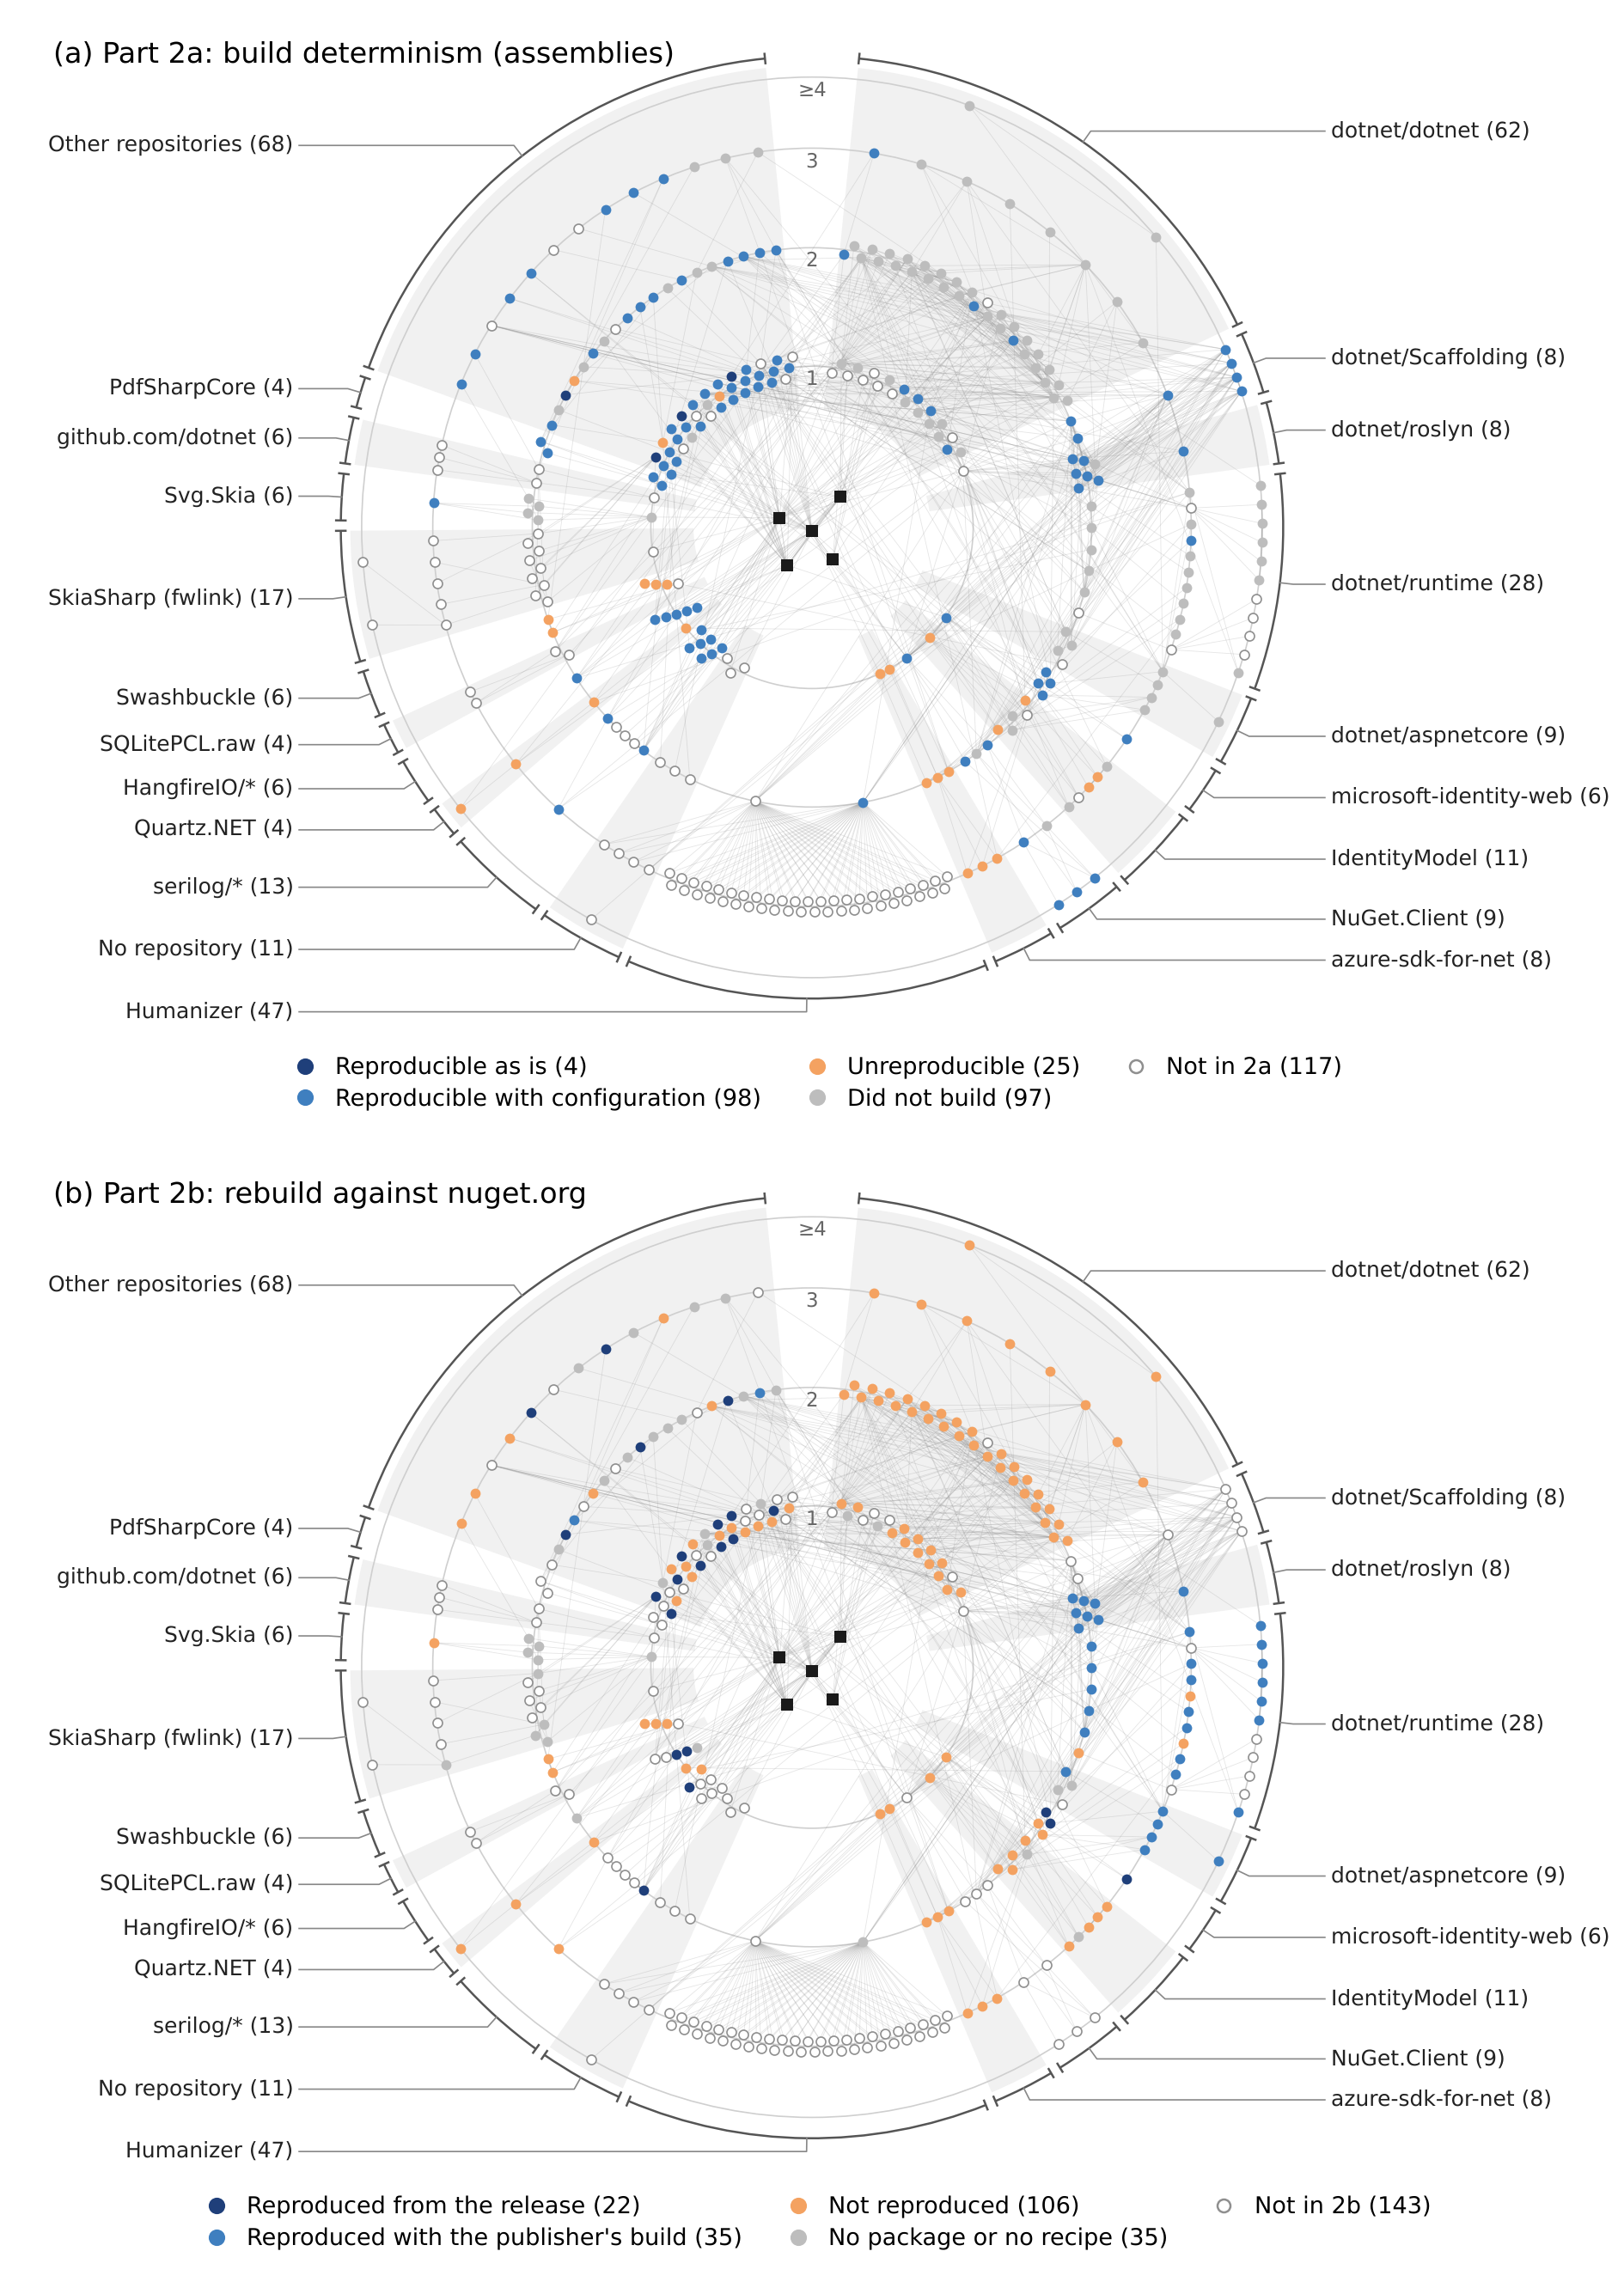 (a) Part 2a: build determinism (assemblies)
≥4
3
2
1
Other repositories (68)
PdfSharpCore (4)
github.com/dotnet (6)
Svg.Skia (6)
SkiaSharp (fwlink) (17)
Swashbuckle (6)
SQLitePCL.raw (4)
HangfireIO/* (6)
Quartz.NET (4)
serilog/* (13)
No repository (11)
Humanizer (47)
dotnet/dotnet (62)
dotnet/Scaffolding (8)
dotnet/roslyn (8)
dotnet/runtime (28)
dotnet/aspnetcore (9)
microsoft-identity-web (6)
IdentityModel (11)
NuGet.Client (9)
azure-sdk-for-net (8)
Reproducible as is (4)
Reproducible with configuration (98)
Unreproducible (25)
Did not build (97)
Not in 2a (117)
(b) Part 2b: rebuild against nuget.org
≥4
3
2
1
Other repositories (68)
PdfSharpCore (4)
github.com/dotnet (6)
Svg.Skia (6)
SkiaSharp (fwlink) (17)
Swashbuckle (6)
SQLitePCL.raw (4)
HangfireIO/* (6)
Quartz.NET (4)
serilog/* (13)
No repository (11)
Humanizer (47)
dotnet/dotnet (62)
dotnet/Scaffolding (8)
dotnet/roslyn (8)
dotnet/runtime (28)
dotnet/aspnetcore (9)
microsoft-identity-web (6)
IdentityModel (11)
NuGet.Client (9)
azure-sdk-for-net (8)
Reproduced from the release (22)
Reproduced with the publisher's build (35)
Not reproduced (106)
No package or no recipe (35)
Not in 2b (143)